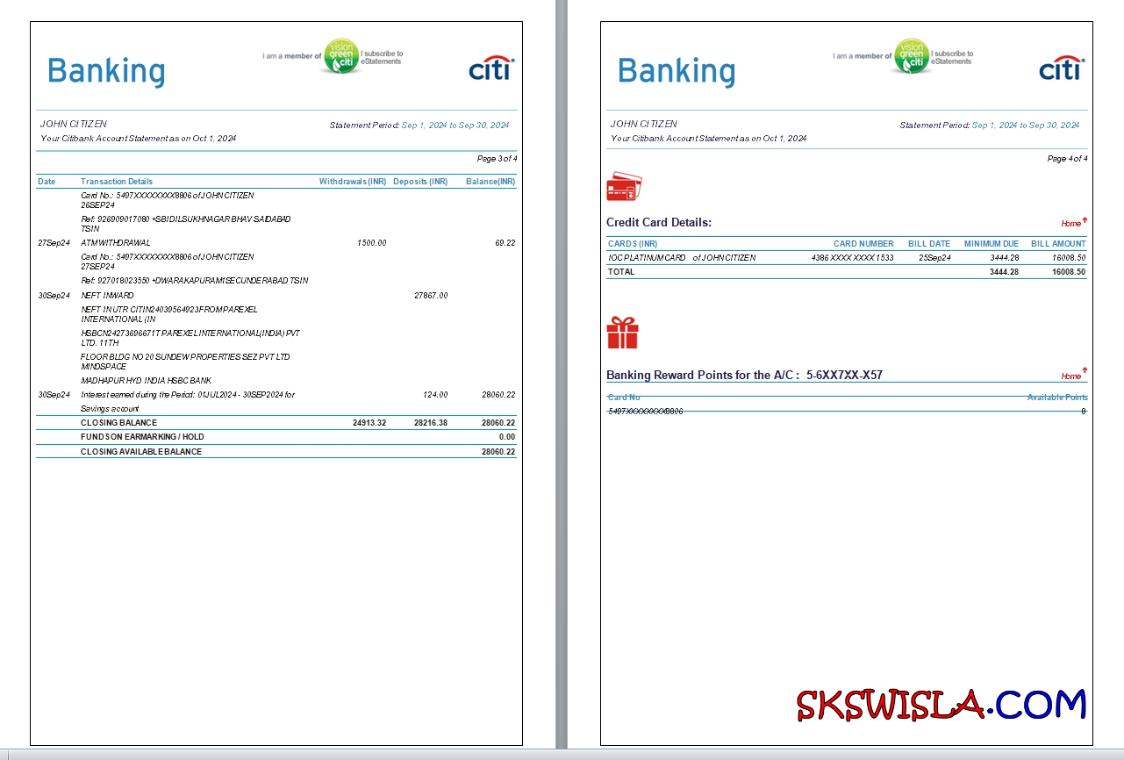 Banking
I am a member of
vision
green
citi
I subscribe to
eStatements
citi
JOHN CITIZEN
Statement Period: Sep 1, 2024 to Sep 30, 2024
Your Citibank Account Statement as on Oct 1, 2024
Page 3 of 4
Date Transaction Details Withdrawals (INR) Deposits (INR) Balance(INR)
Card No.: 5497XXXXXXXX8806 of JOHN CITIZEN
26SEP24
Ref: 926909017080 +SBIDILSUKHNAGAR BHAV SAIDABAD
TSIN
27Sep24 ATM WITHDRAWAL 1500.00 69.22
Card No.: 5497XXXXXXXX8806 of JOHN CITIZEN
27SEP24
Ref: 927018023550 +DWARAKAPURAM1SECUNDERABAD TSIN
30Sep24 NEFT INWARD 27867.00
NEFT IN UTR CITIN24039564923 FROM PAREXEL
INTERNATIONAL (IN
HSBCN24273696671T PAREXEL INTERNATIONAL(INDIA) PVT
LTD. 11TH
FLOOR BLDG NO 20 SUNDEW PROPERTIES SEZ PVT LTD
MINDSPACE
MADHAPUR HYD INDIA HSBC BANK
30Sep24 Interest earned during the Period: 01JUL2024 - 30SEP2024 for 124.00 28060.22
Savings account
CLOSING BALANCE 24913.32 28216.38 28060.22
FUNDS ON EARMARKING / HOLD 0.00
CLOSING AVAILABLE BALANCE 28060.22
Banking
I am a member of
vision
green
citi
I subscribe to
eStatements
citi
JOHN CITIZEN
Statement Period: Sep 1, 2024 to Sep 30, 2024
Your Citibank Account Statement as on Oct 1, 2024
Page 4 of 4
Credit Card Details: Home
CARDS (INR) CARD NUMBER BILL DATE MINIMUM DUE BILL AMOUNT
IOC PLATINUM CARD of JOHN CITIZEN 4386 XXXX XXXX 1533 25Sep24 3444.28 16008.50
TOTAL 3444.28 16008.50
Banking Reward Points for the A/C : 5-6XX7XX-X57 Home
Card No Available Points
5497XXXXXXXX8806 8
SKSWISLA.COM